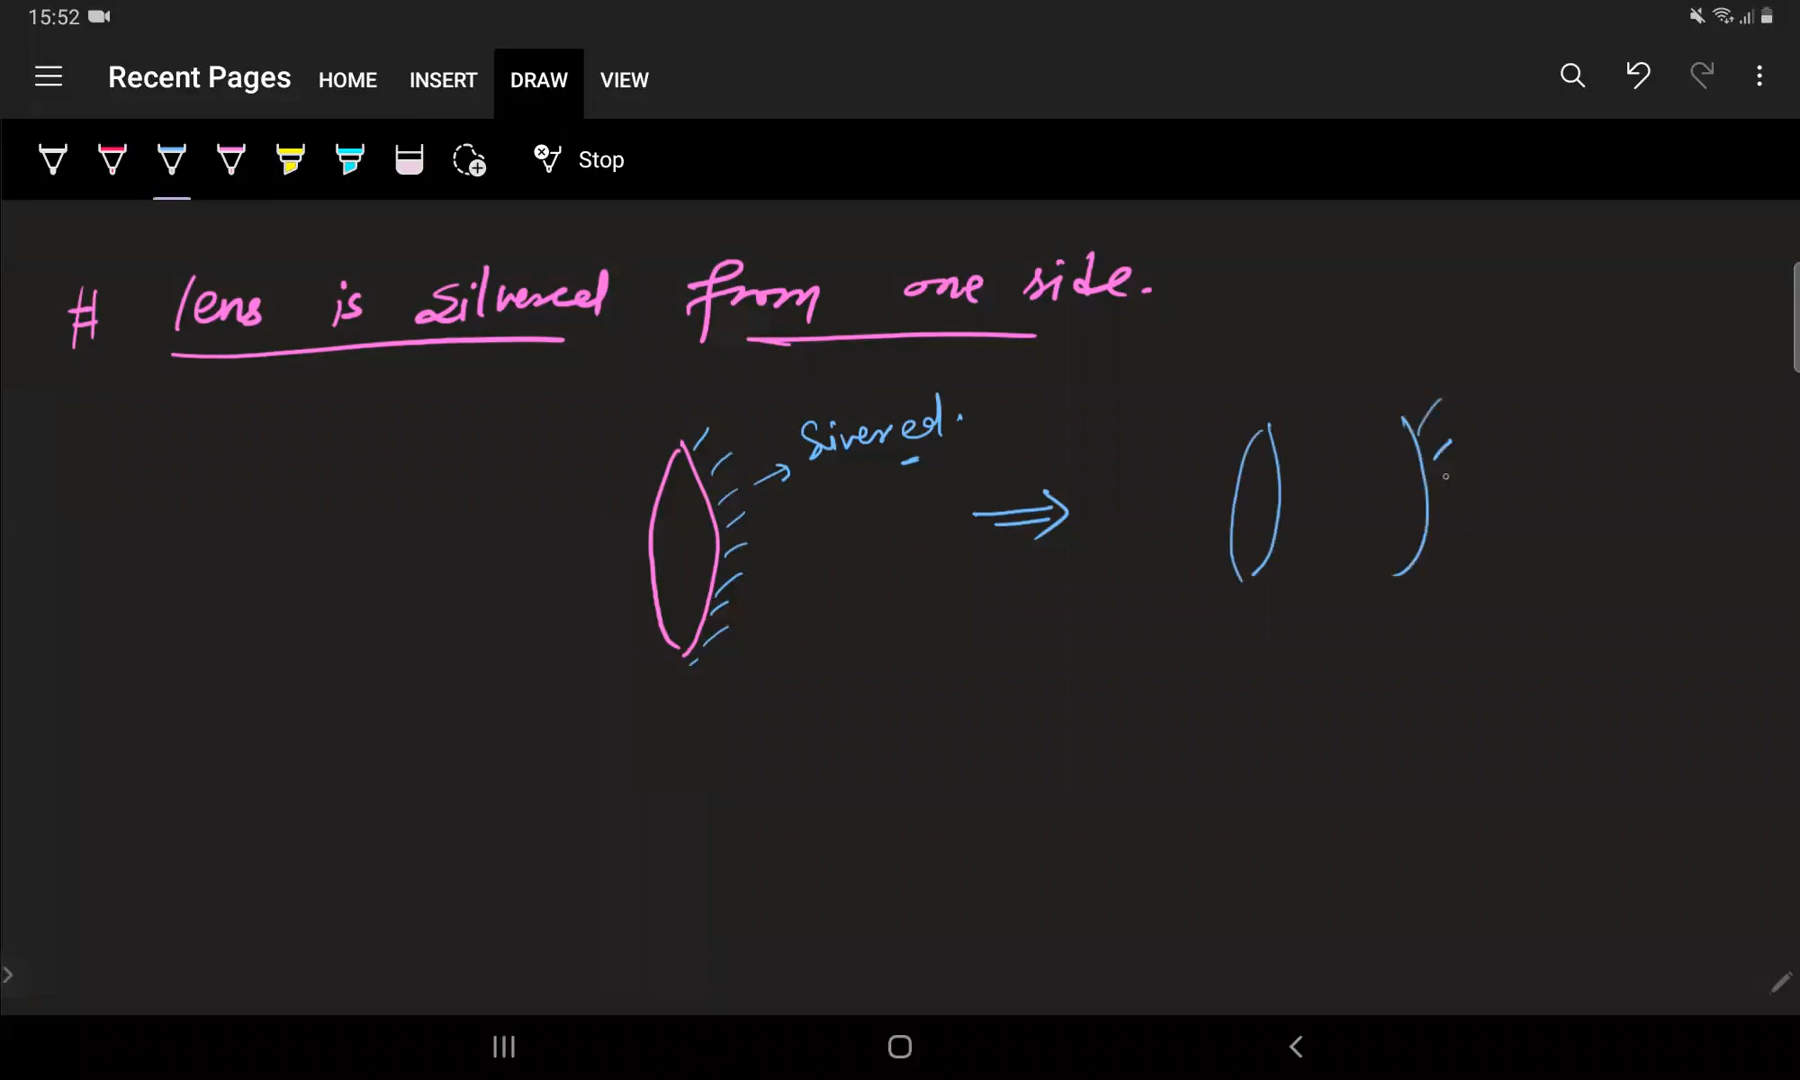 15:52
Recent Pages HOME INSERT DRAW VIEW
Stop
# lens is silvered from one side.
Sivered.